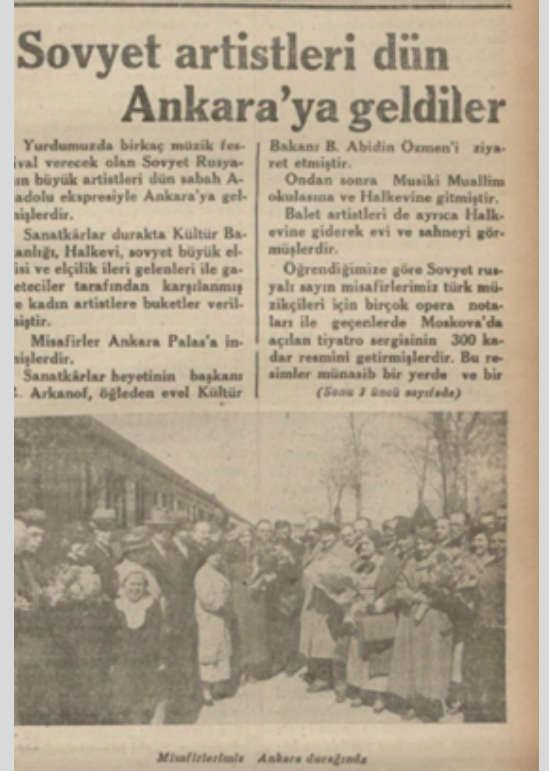 Sovyet artistleri dün
Ankara'ya geldiler
Yurdumuzda birkaç müzik fes-
ival verecek olan Sovyet Rusya-
ın büyük artistleri dün sabah A-
adolu ekspresiyle Ankara'ya gel-
işlerdir.
Sanatkârlar durakta Kültür Ba-
anlığı, Halkevi, sovyet büyük el-
isi ve elçilik ileri gelenleri ile ga-
eteciler tarafından karşılanmış
e kadın artistlere buketler veril-
iştir.
Misafirler Ankara Palas'a in-
işlerdir.
Sanatkârlar heyetinin başkanı
. Arkanof, öğleden evel Kültür
Bakanı B. Abidin Özmen'i ziya-
ret etmiştir.
Ondan sonra Musiki Muallim
okulasına ve Halkevine gitmiştir.
Balet artistleri de ayrıca Halk-
evine giderek evi ve sahneyi gör-
müşlerdir.
Öğrendiğimize göre Sovyet rus-
yalı sayın misafirlerimiz türk mü-
zikçileri için birçok opera nota-
ları ile geçenlerde Moskova'da
açılan tiyatro sergisinin 300 ka-
dar resmini getirmişlerdir. Bu re-
simler münasib bir yerde ve bir
(Sonu 3 üncü sayıfada)
Misafirlerimiz Ankara durağında